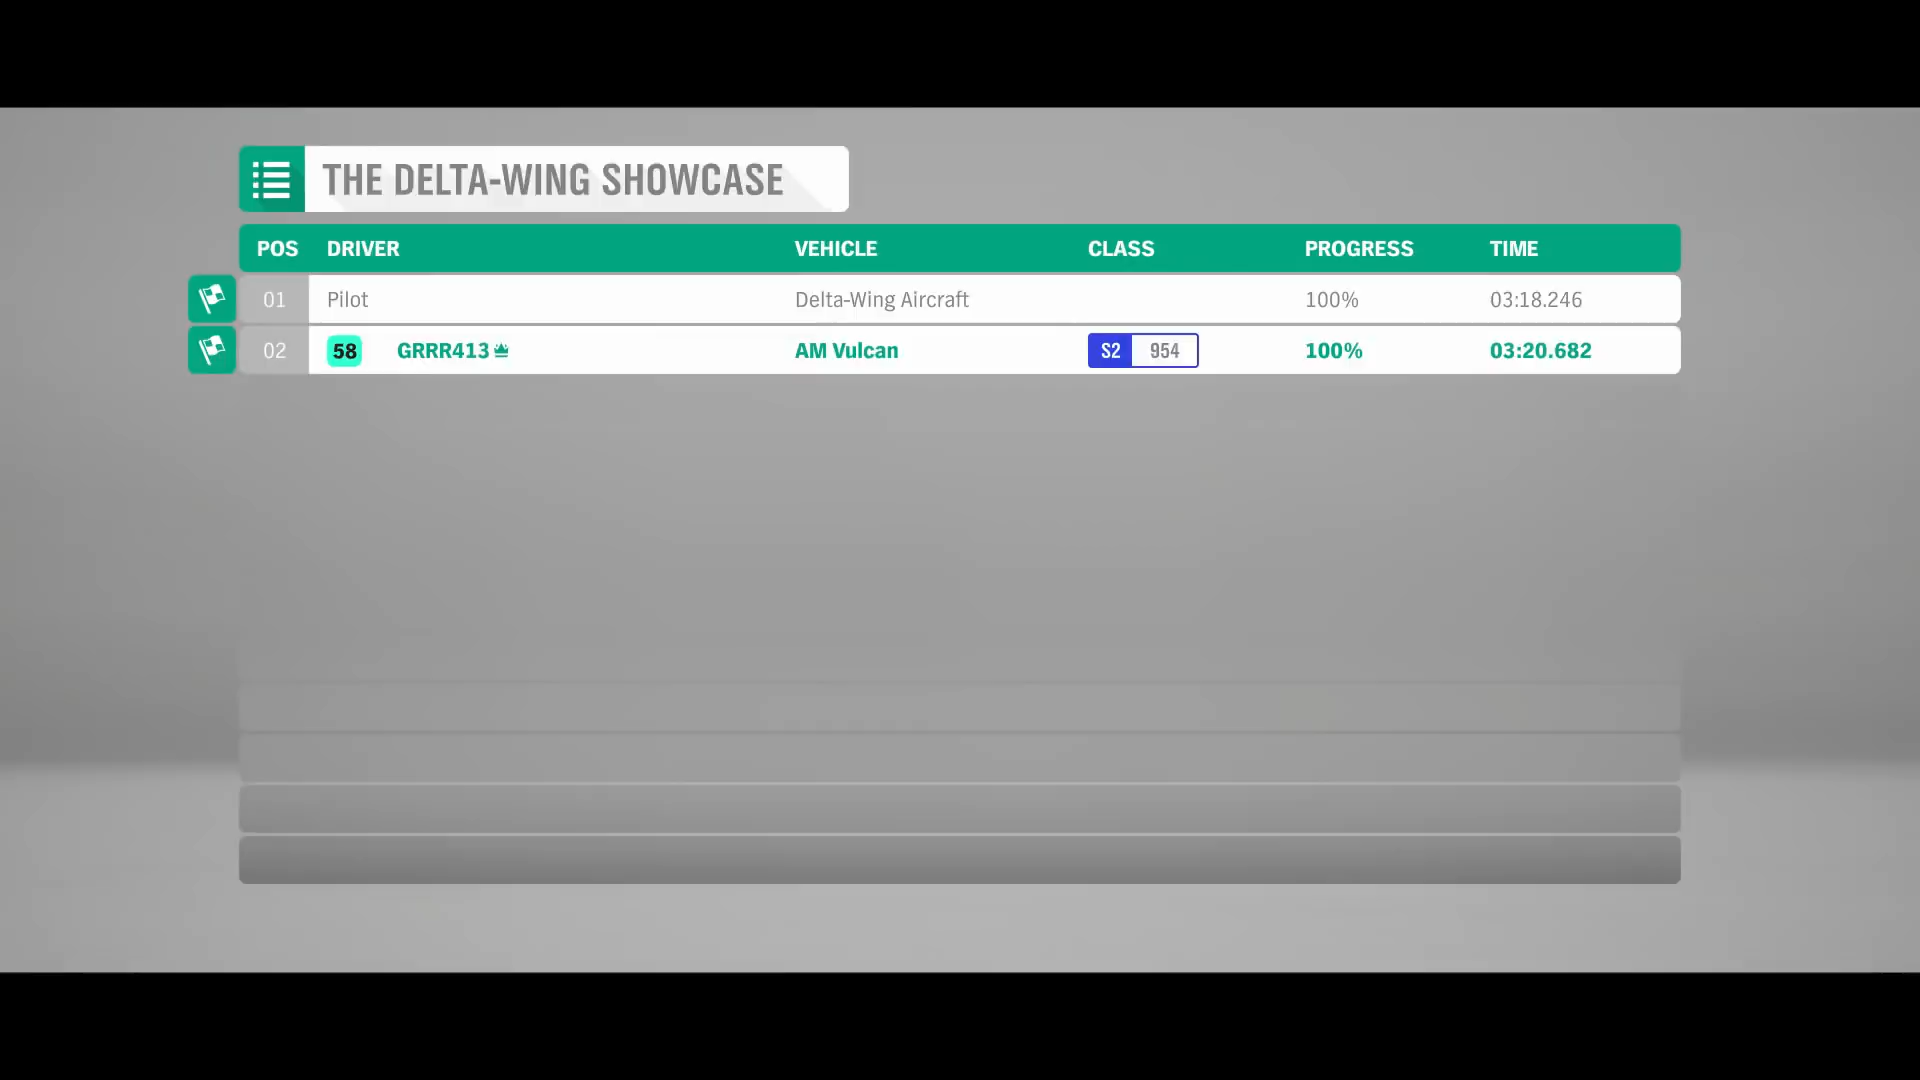 THE DELTA-WING SHOWCASE
POS DRIVER VEHICLE CLASS PROGRESS TIME
01 Pilot Delta-Wing Aircraft 100% 03:18.246
02 58 GRRR413 AM Vulcan S2 954 100% 03:20.682